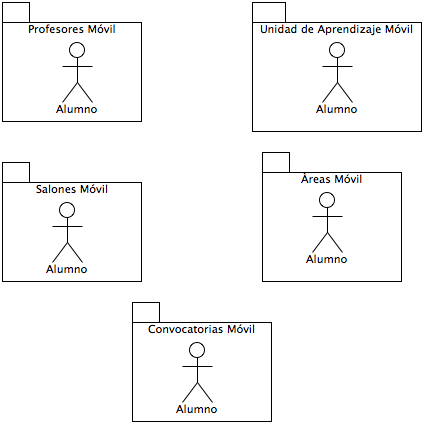 Profesores Móvil
Alumno
Unidad de Aprendizaje Móvil
Alumno
Salones Móvil
Alumno
Áreas Móvil
Alumno
Convocatorias Móvil
Alumno